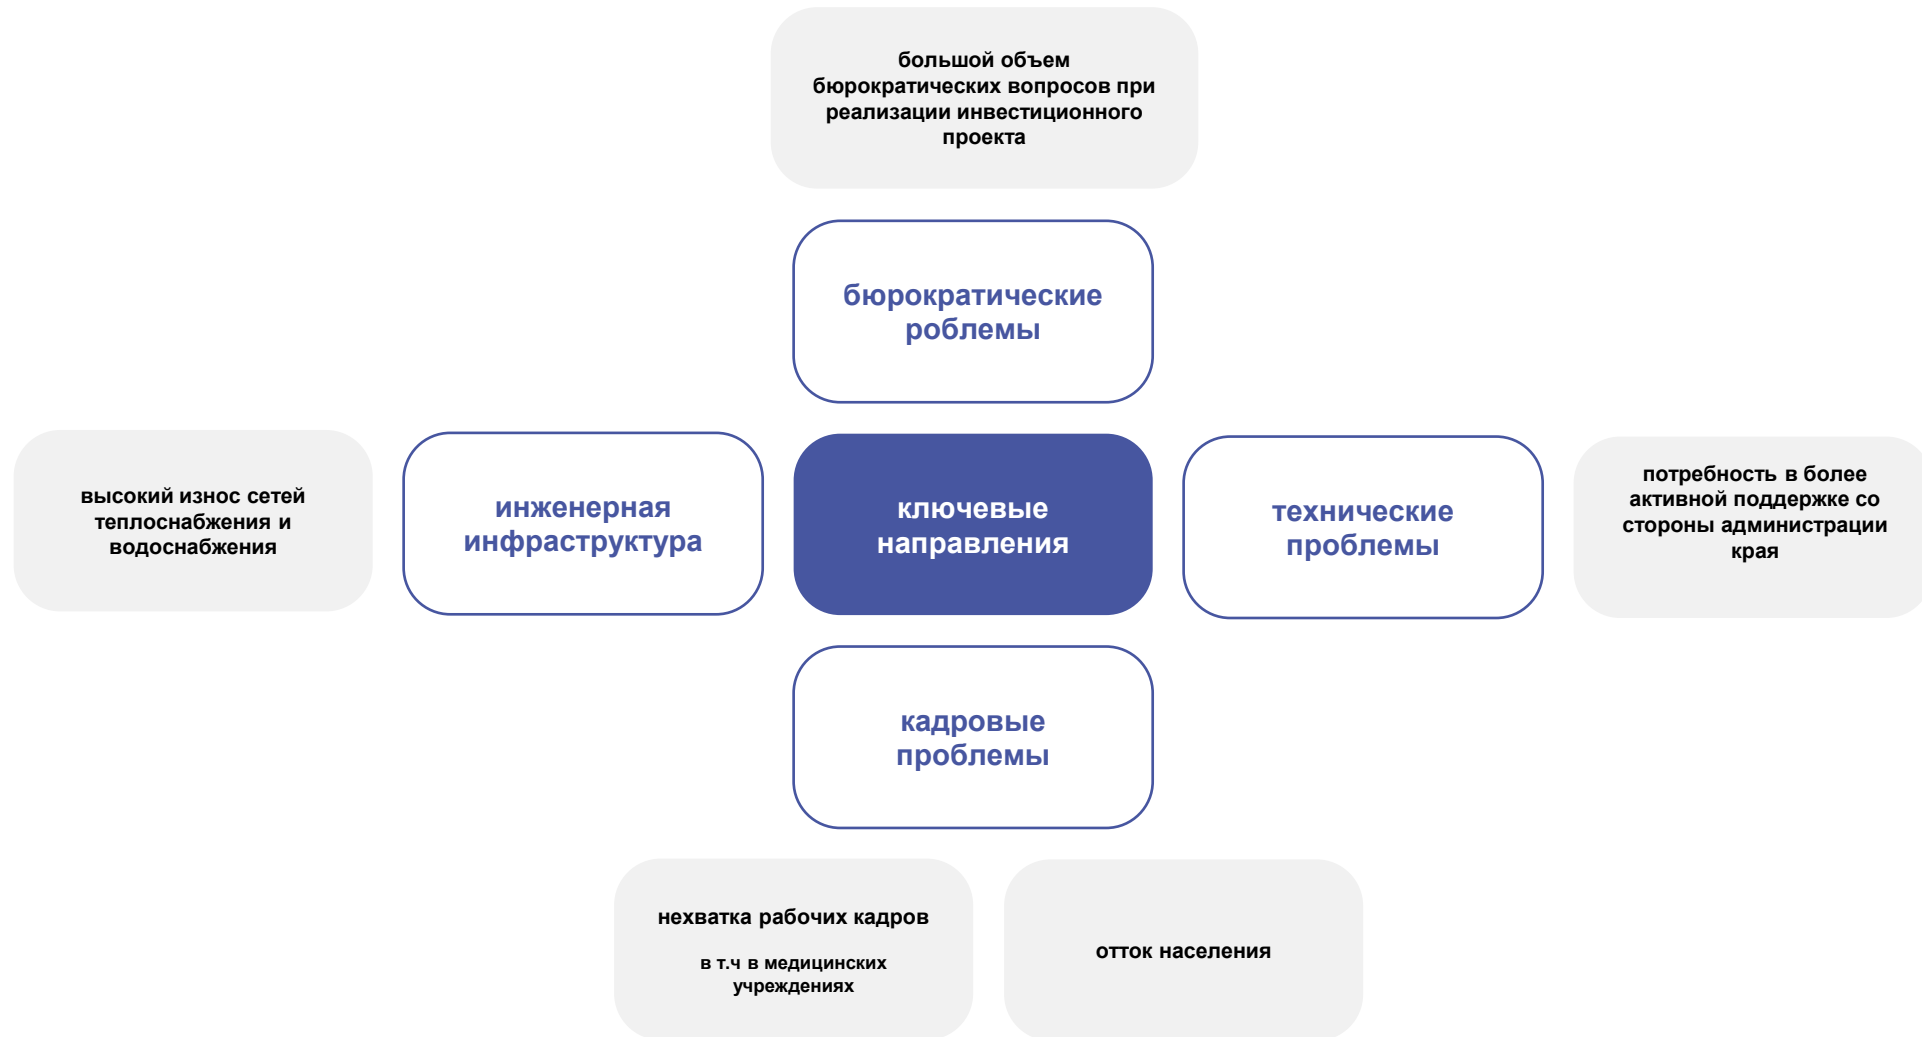 большой объем
бюрократических вопросов при
реализации инвестиционного
проекта
бюрократические
роблемы
высокий износ сетей
теплоснабжения и
водоснабжения
инженерная
инфраструктура
ключевые
направления
технические
проблемы
потребность в более
активной поддержке со
стороны администрации
края
кадровые
проблемы
нехватка рабочих кадров
в т.ч в медицинских
учреждениях
отток населения